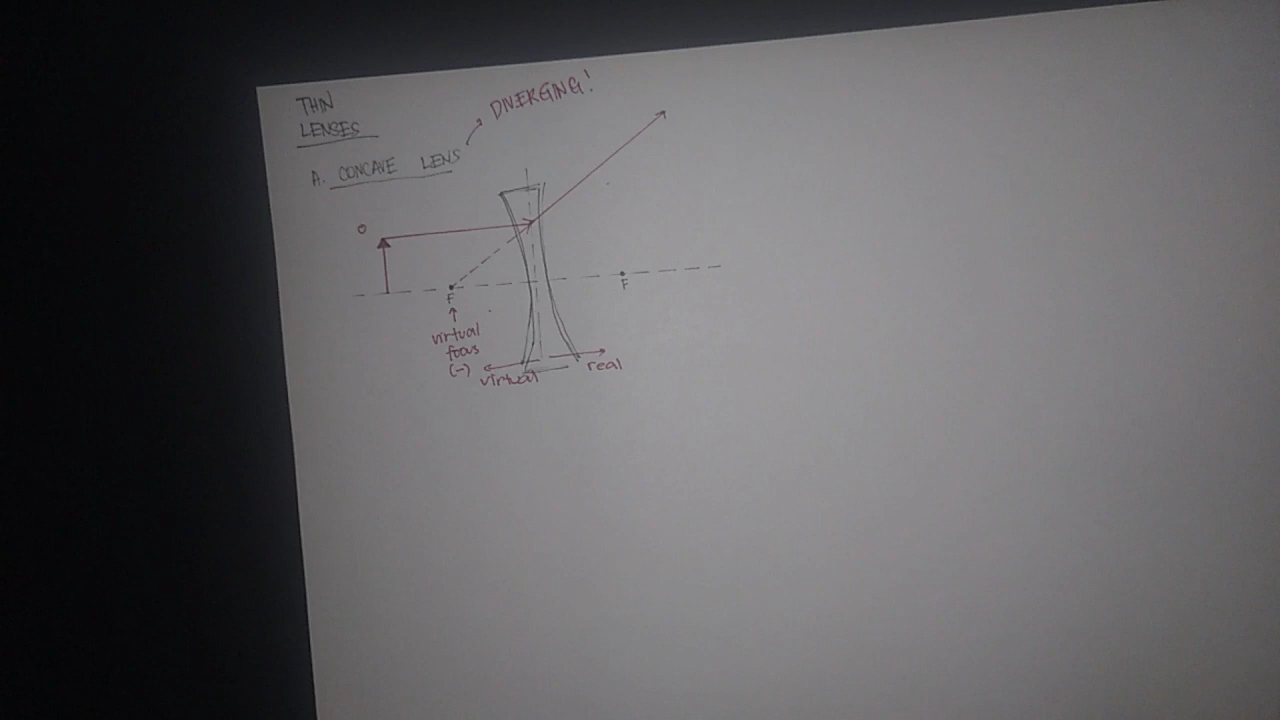 THIN
LENSES
DIVERGING!
A. CONCAVE LENS
O
F
F
virtual
focus
(-)
virtual
real